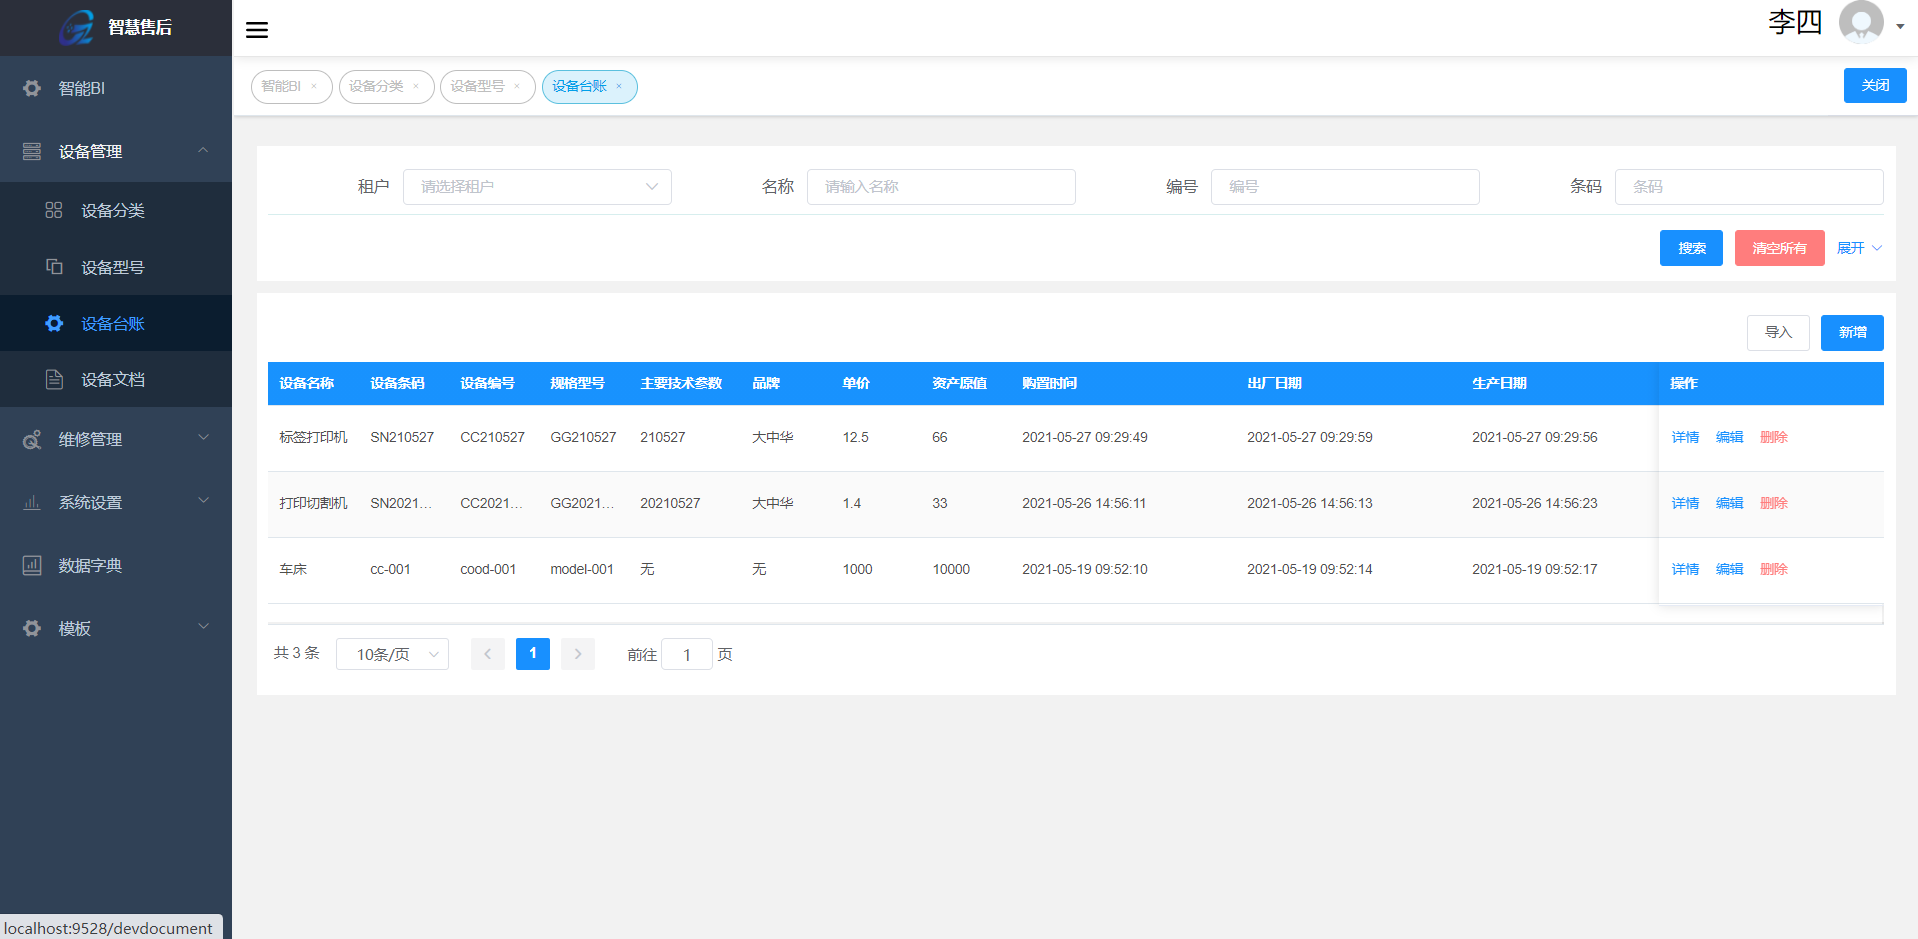 智慧售后
李四
智能BI
设备管理
设备分类
设备型号
设备台账
设备文档
维修管理
系统设置
数据字典
模板
localhost:9528/devdocument
智能BI × 设备分类 × 设备型号 × 设备台账 ×
关闭
租户 请选择租户 名称 请输入名称 编号 编号 条码 条码
搜索 清空所有 展开
导入 新增
设备名称 设备条码 设备编号 规格型号 主要技术参数 品牌 单价 资产原值 购置时间 出厂日期 生产日期 操作
标签打印机 SN210527 CC210527 GG210527 210527 大中华 12.5 66 2021-05-27 09:29:49 2021-05-27 09:29:59 2021-05-27 09:29:56 详情 编辑 删除
打印切割机 SN2021... CC2021... GG2021... 20210527 大中华 1.4 33 2021-05-26 14:56:11 2021-05-26 14:56:13 2021-05-26 14:56:23 详情 编辑 删除
车床 cc-001 cood-001 model-001 无 无 1000 10000 2021-05-19 09:52:10 2021-05-19 09:52:14 2021-05-19 09:52:17 详情 编辑 删除
共 3 条 10条/页 1 前往 1 页